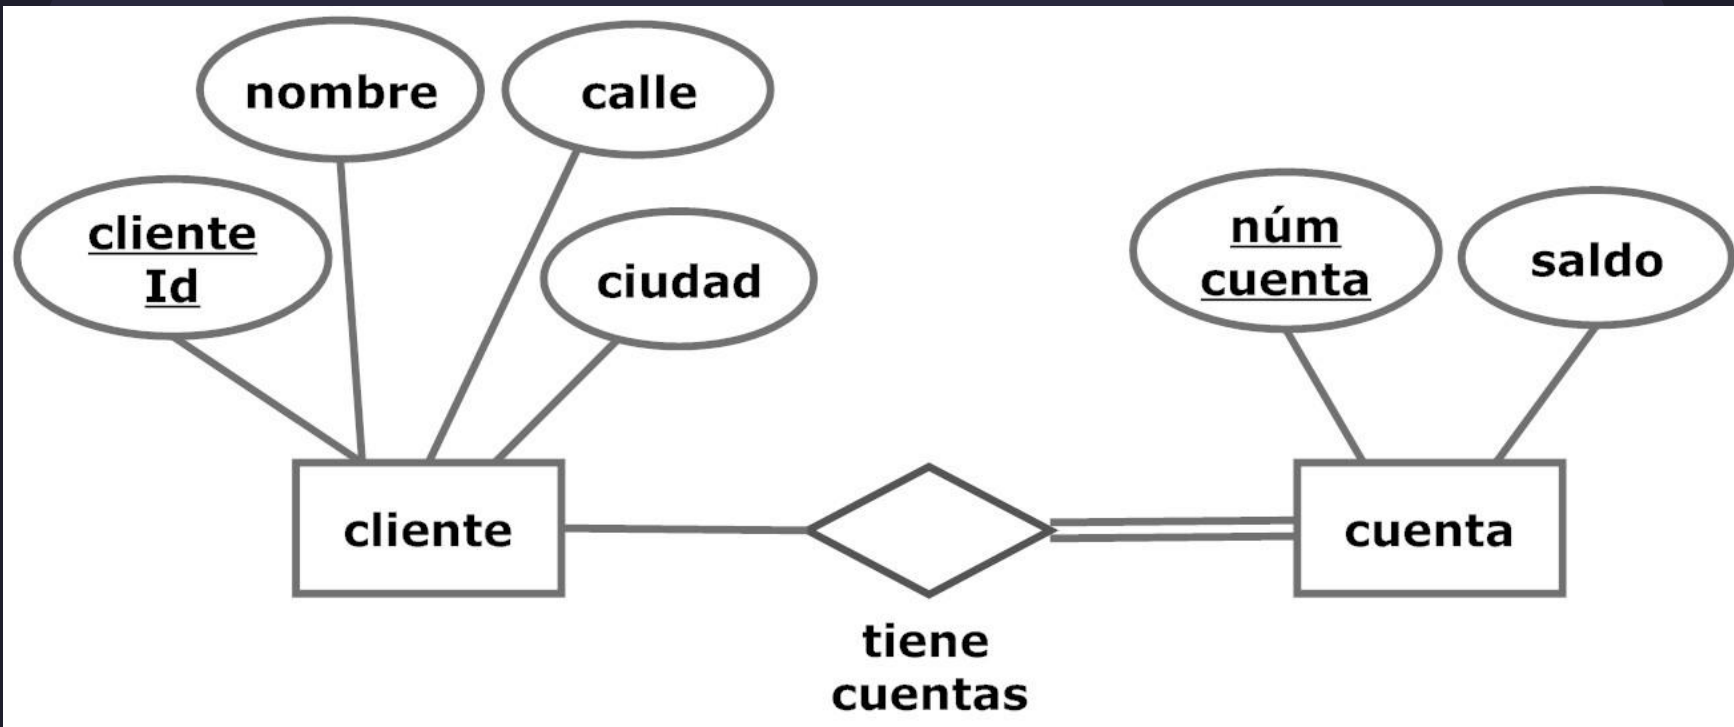 nombre
calle
cliente
Id
ciudad
núm
cuenta
saldo
cliente
cuenta
tiene
cuentas